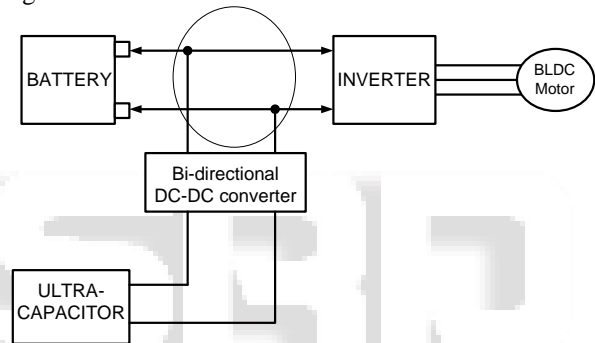 BATTERY
INVERTER
BLDC
Motor
Bi-directional
DC-DC converter
ULTRA-
CAPACITOR